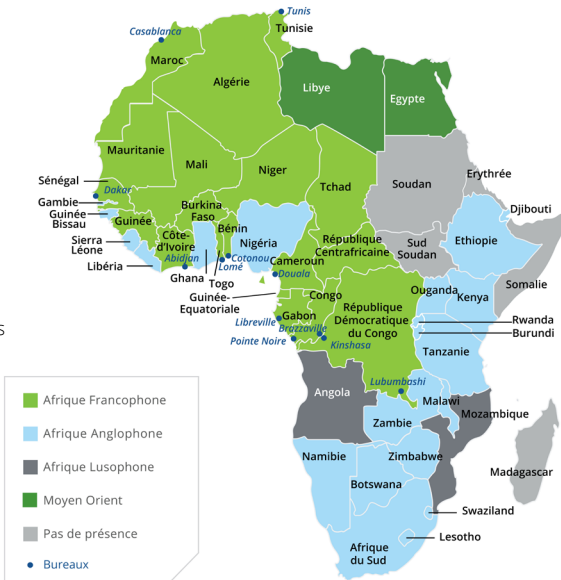 Tunis
Casablanca
Tunisie
Maroc
Algérie
Libye
Egypte
Mauritanie
Mali
Niger
Tchad
Soudan
Erythrée
Sénégal
Dakar
Gambie
Guinée
Bissau
Guinée
Burkina
Faso
Bénin
Djibouti
Côte-
d'Ivoire
Nigéria
Ethiopie
Sierra
Léone
République
Centrafricaine
Sud
Soudan
Abidjan
Cotonou
Lomé
Cameroun
Libéria
Ghana
Togo
Douala
Somalie
Guinée-
Equatoriale
Congo
Ouganda
Kenya
Gabon
République
Démocratique
du Congo
Libreville
Brazzaville
Rwanda
Burundi
Pointe Noire
Kinshasa
Tanzanie
S
Lubumbashi
Angola
Malawi
Mozambique
Zambie
Namibie
Zimbabwe
Botswana
Madagascar
Swaziland
Lesotho
Afrique
du Sud
Afrique Francophone
Afrique Anglophone
Afrique Lusophone
Moyen Orient
Pas de présence
Bureaux